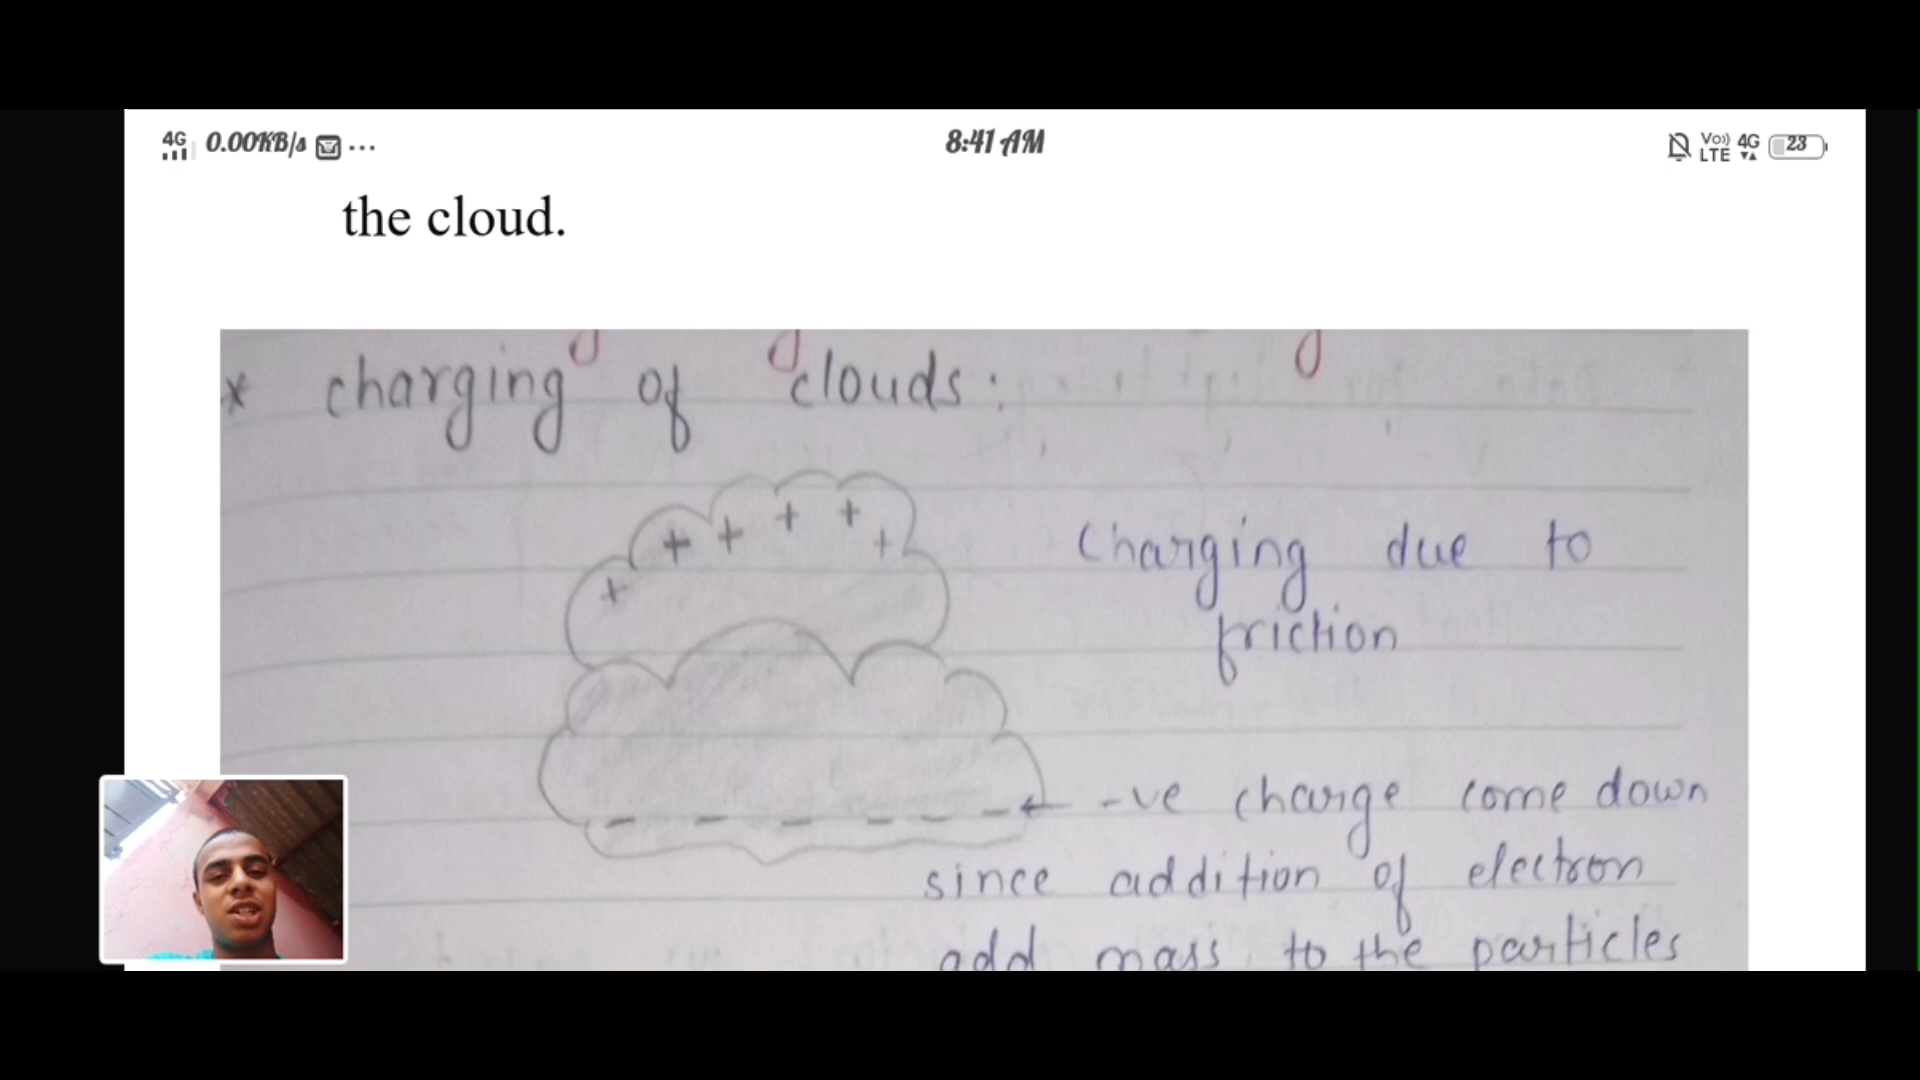 4G 0.00KB/s ... 8:41 AM Vo)) LTE 4G 23
the cloud.
* charging of clouds:
+ + + + + +
Charging due to
friction
- - - - - - ← -ve charge come down
since addition of electron
add mass to the particles